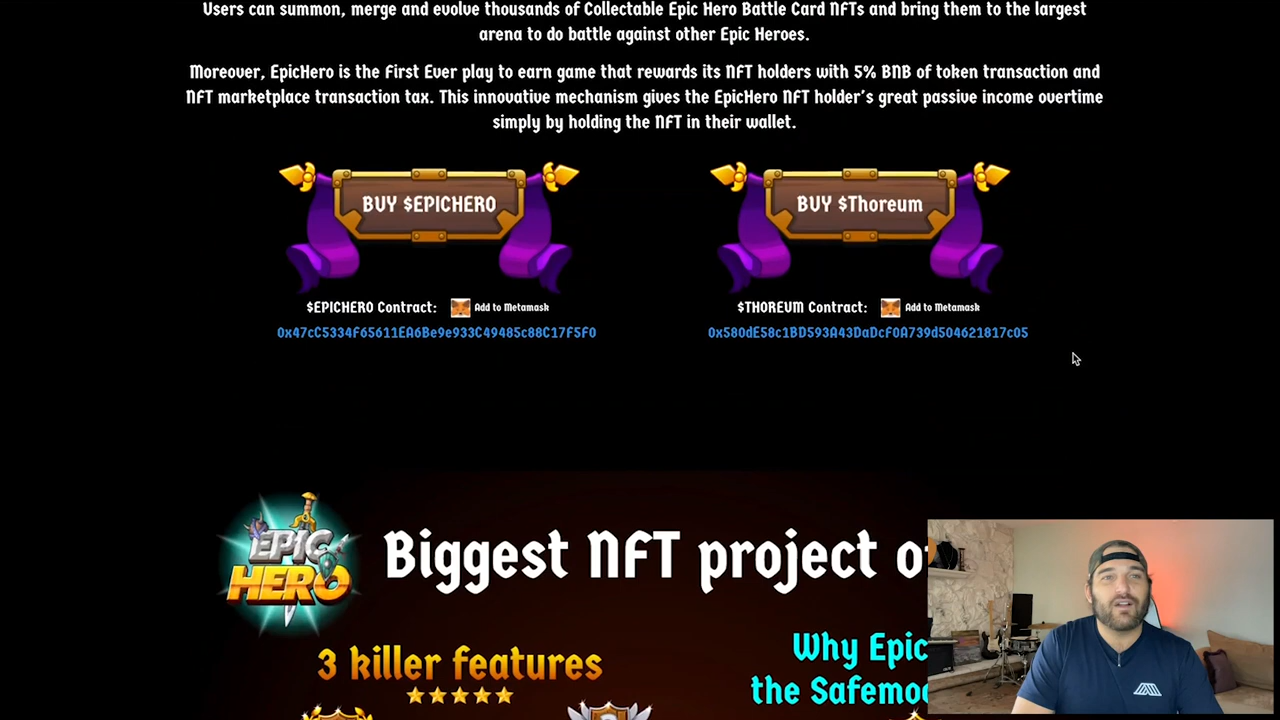 Users can summon, merge and evolve thousands of Collectable Epic Hero Battle Card NFTs and bring them to the largest
arena to do battle against other Epic Heroes.
Moreover, EpicHero is the First Ever play to earn game that rewards its NFT holders with 5% BNB of token transaction and
NFT marketplace transaction tax. This innovative mechanism gives the EpicHero NFT holder's great passive income overtime
simply by holding the NFT in their wallet.
BUY $EPICHERO
BUY $Thoreum
$EPICHERO Contract:
Add to Metamask
$THOREUM Contract:
Add to Metamask
0x47cC5334F65611EA6Be9e933C49485c88C17F5F0
0x580dE58c1BD593A43DaDcF0A739d504621817c05
EPIC
HERO
Biggest NFT project of
3 killer features
Why Epic
the Safemoo